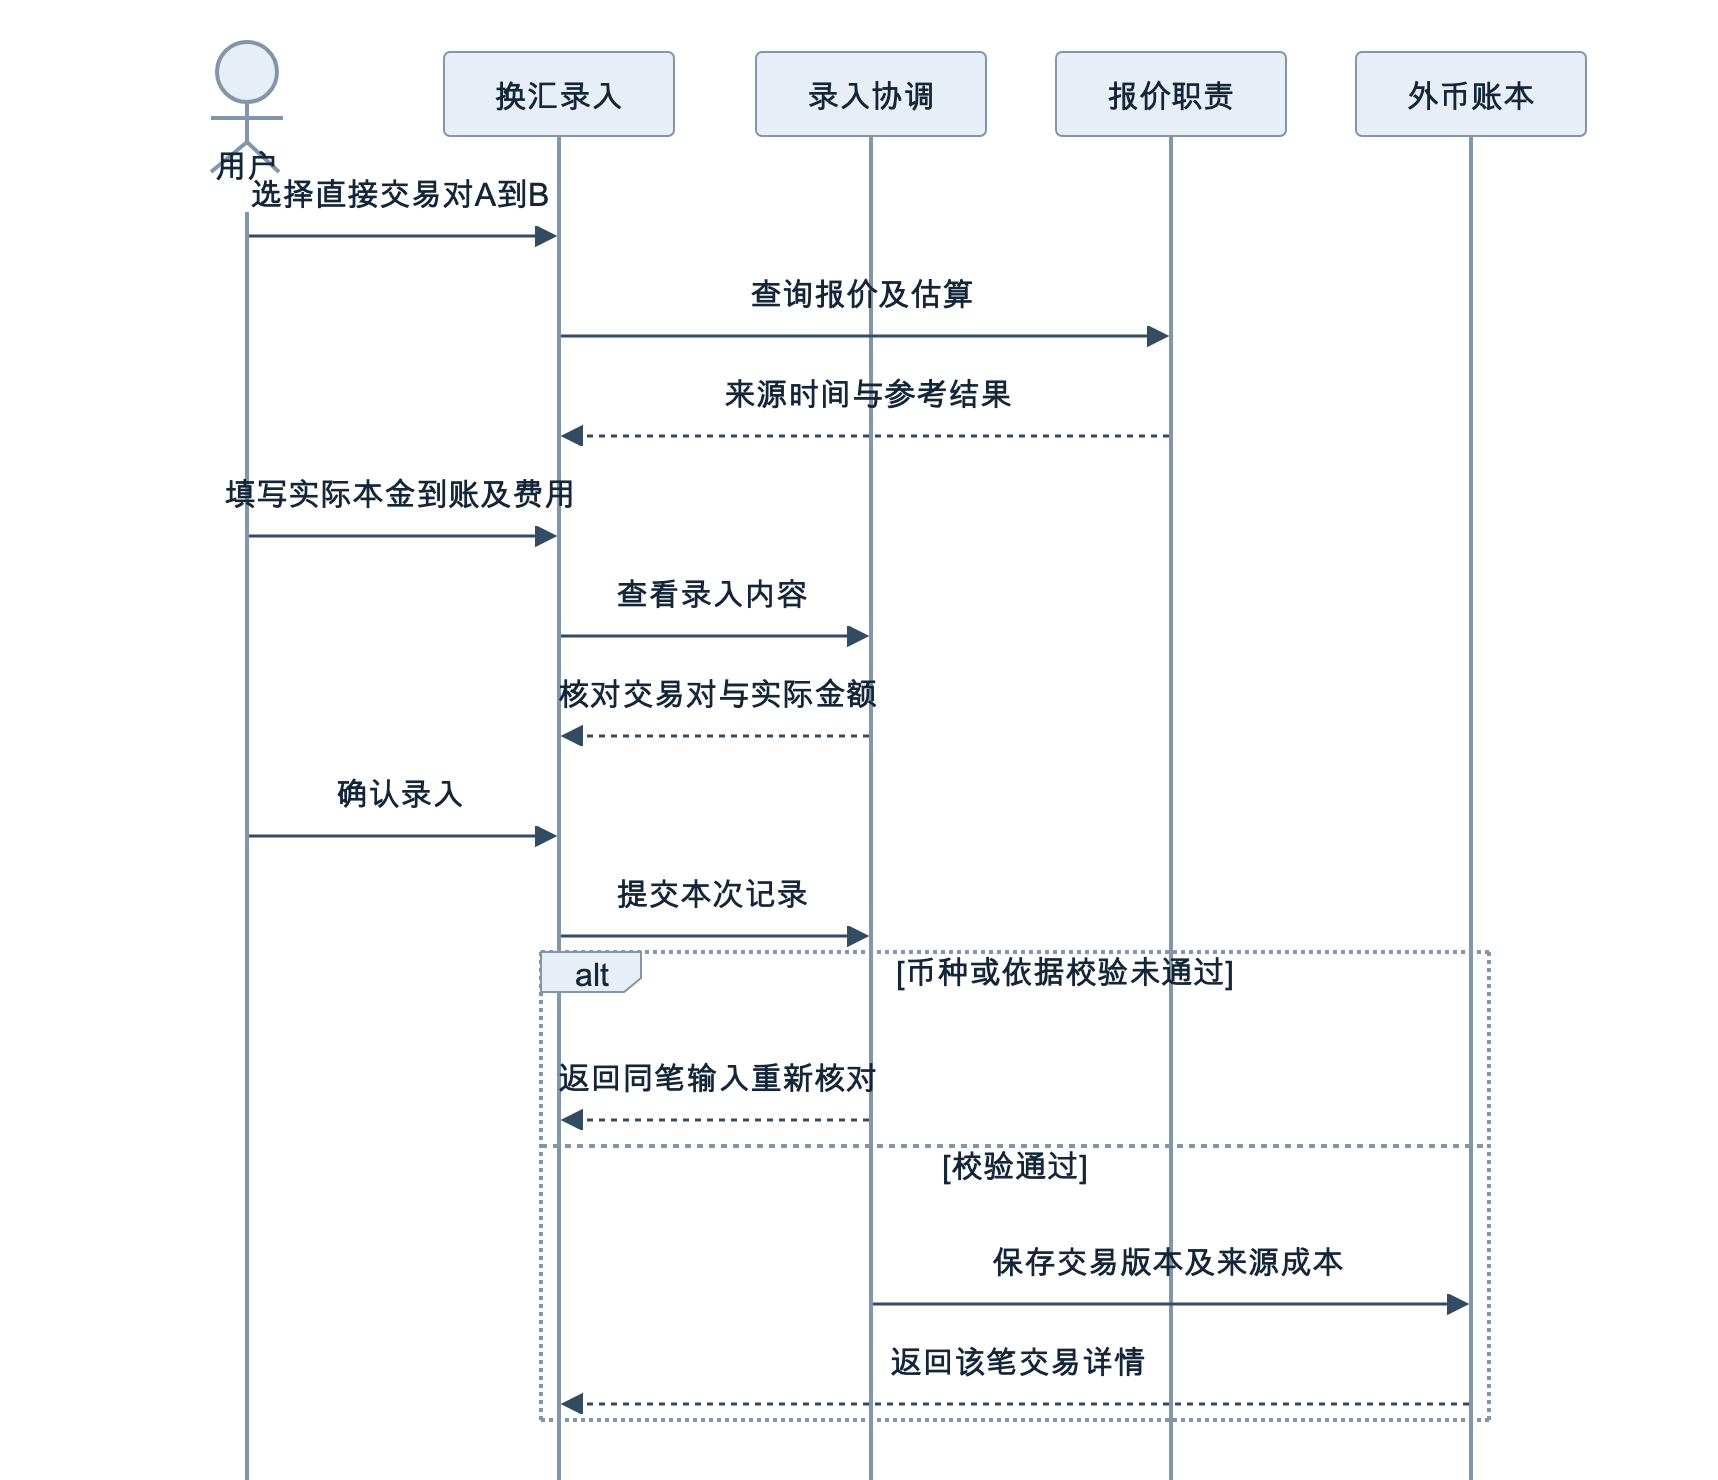 用户
换汇录入
录入协调
报价职责
外币账本
选择直接交易对A到B
查询报价及估算
来源时间与参考结果
填写实际本金到账及费用
查看录入内容
核对交易对与实际金额
确认录入
提交本次记录
alt
[币种或依据校验未通过]
返回同笔输入重新核对
[校验通过]
保存交易版本及来源成本
返回该笔交易详情